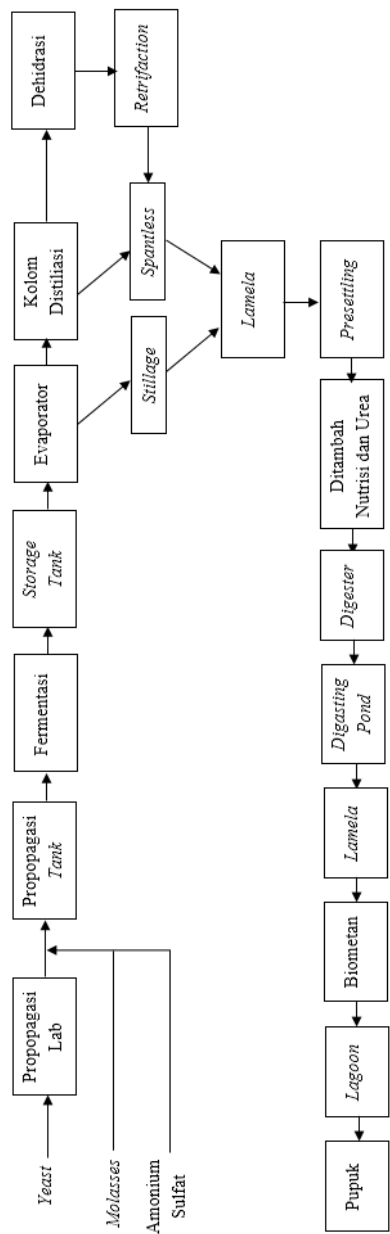 Yeast
Molasses
Amonium
Sulfat
Propopagasi
Lab
Propopagasi
Tank
Fermentasi
Storage
Tank
Evaporator
Kolom
Distiliasi
Dehidrasi
Retrifaction
Spantless
Stillage
Lamela
Presettling
Ditambah
Nutrisi dan Urea
Digester
Digasting
Pond
Lamela
Biometan
Lagoon
Pupuk